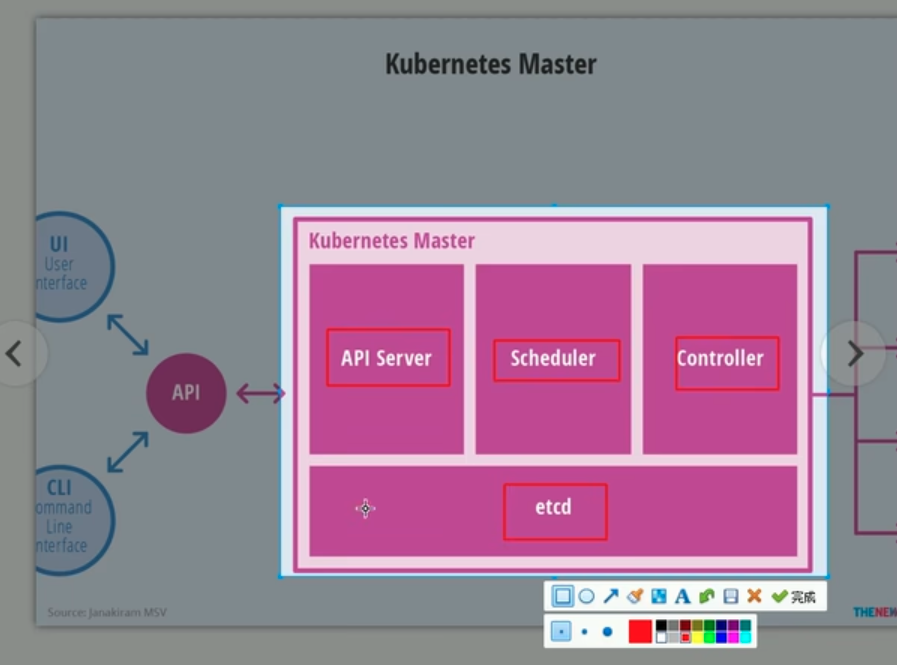 Kubernetes Master
UI
User
nterface
API
CLI
ommand
Line
nterface
Kubernetes Master
API Server
Scheduler
Controller
etcd
Source: Janakiram MSV
THENE
A
完成